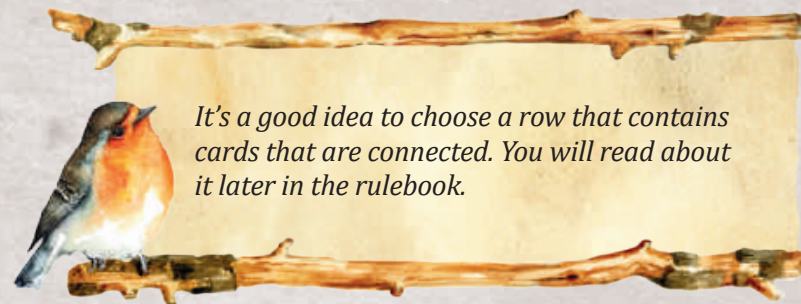 It’s a good idea to choose a row that contains
cards that are connected. You will read about
it later in the rulebook.